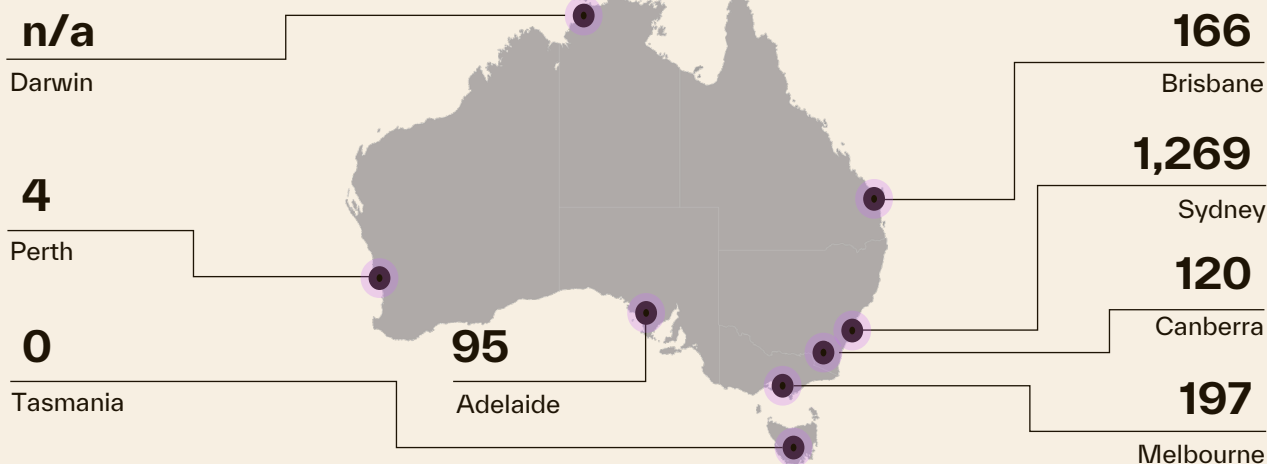 n/a
Darwin
4
Perth
0
Tasmania
95
Adelaide
166
Brisbane
1,269
Sydney
120
Canberra
197
Melbourne